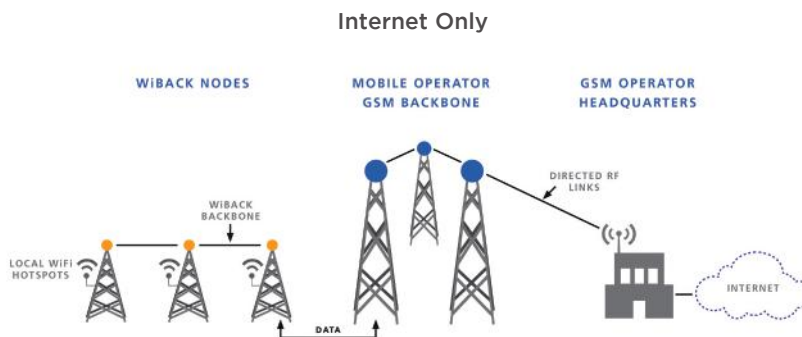 Internet Only
WiBACK NODES
MOBILE OPERATOR
GSM BACKBONE
GSM OPERATOR
HEADQUARTERS
DIRECTED RF
LINKS
WiBACK
BACKBONE
LOCAL WiFi
HOTSPOTS
INTERNET
DATA